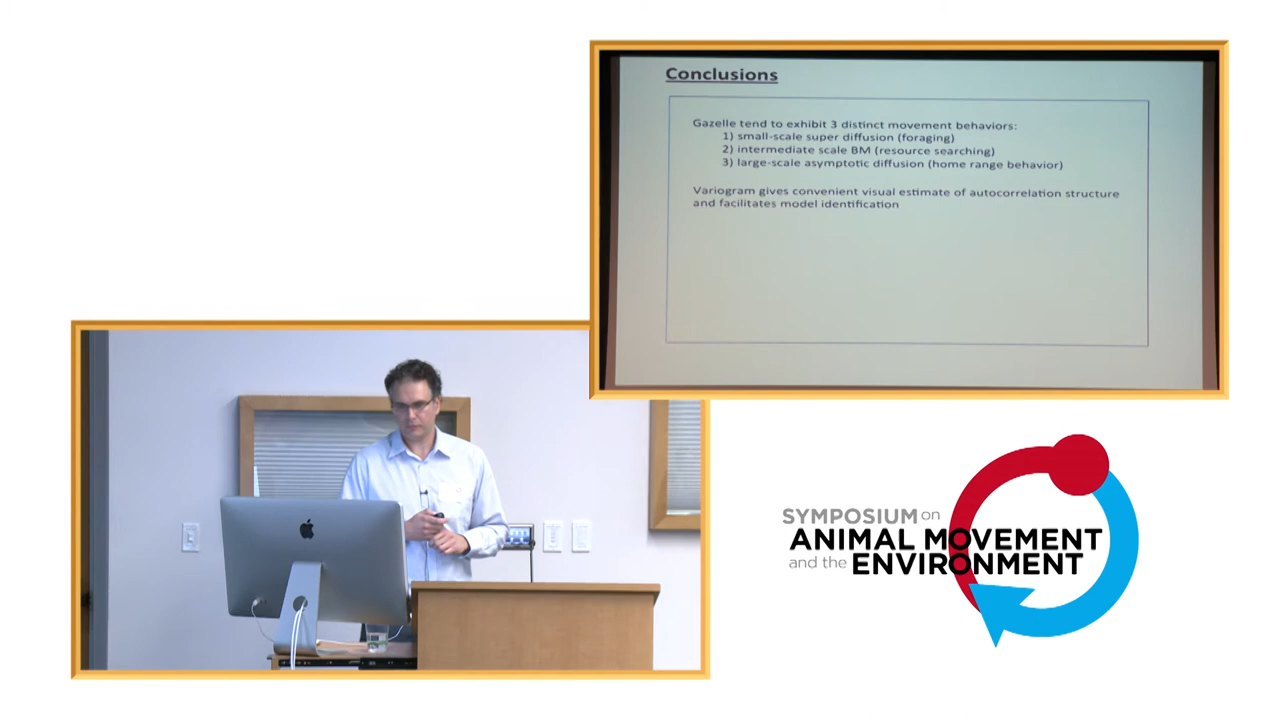 Conclusions
Gazelle tend to exhibit 3 distinct movement behaviors:
1) small-scale super diffusion (foraging)
2) intermediate scale BM (resource searching)
3) large-scale asymptotic diffusion (home range behavior)
Variogram gives convenient visual estimate of autocorrelation structure
and facilitates model identification
SYMPOSIUM on
ANIMAL MOVEMENT
and the ENVIRONMENT